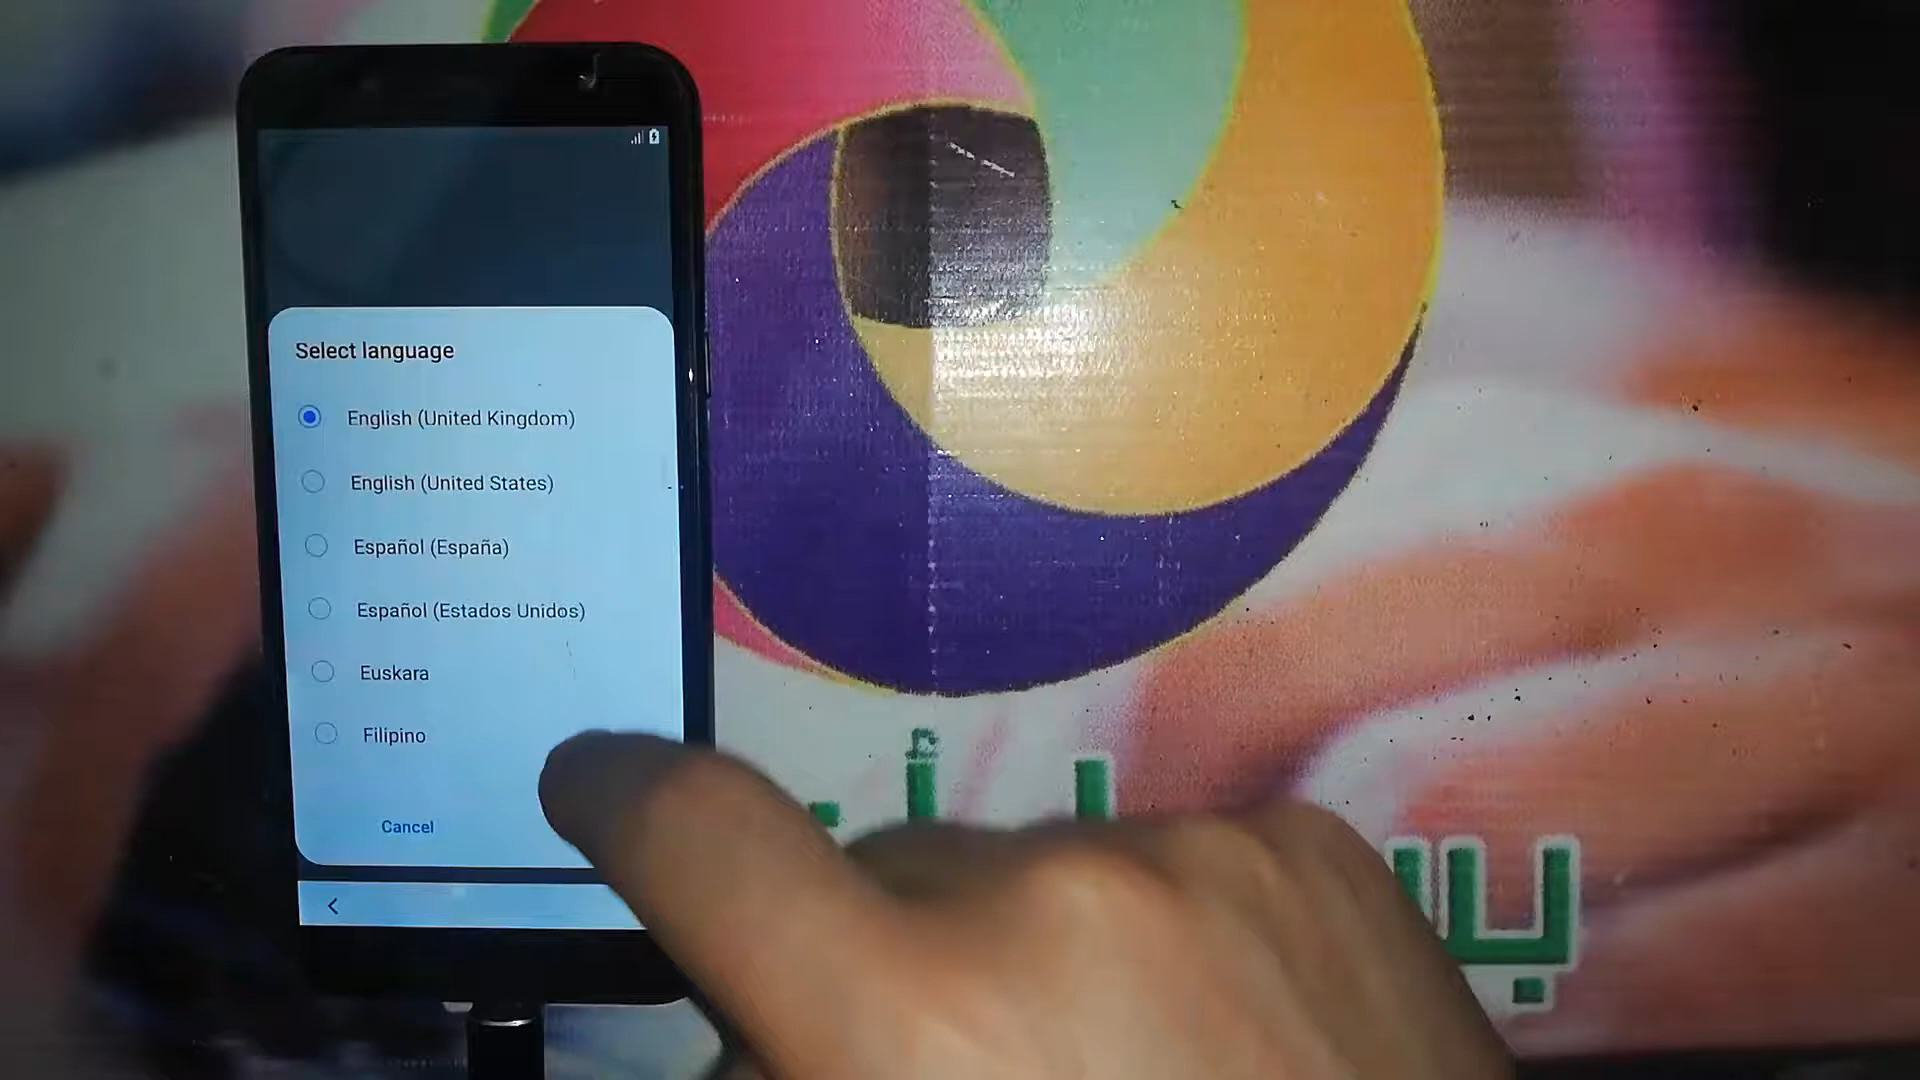 Select language
English (United Kingdom)
English (United States)
Español (España)
Español (Estados Unidos)
Euskara
Filipino
Cancel